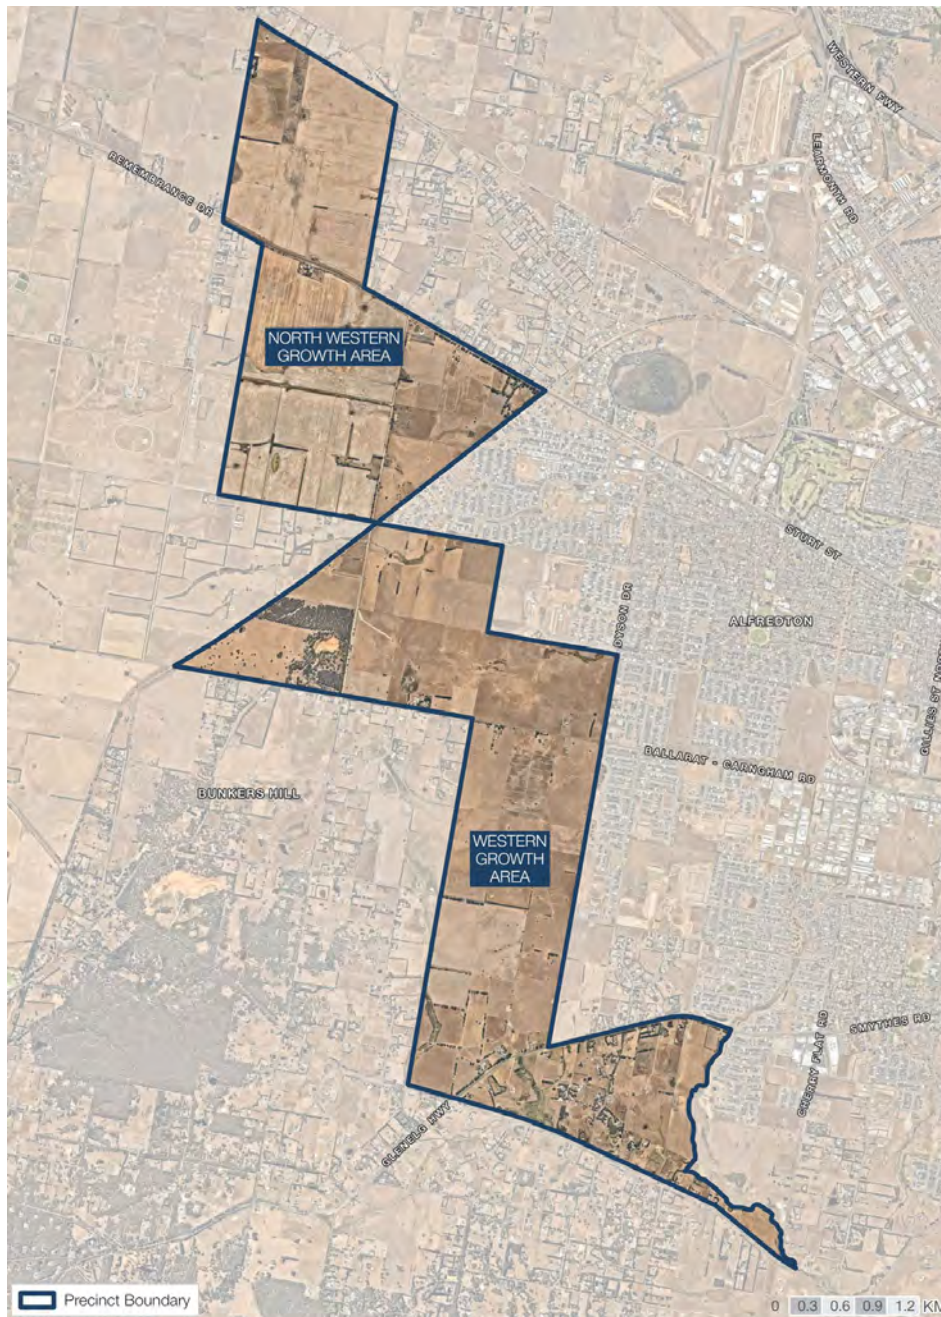 WESTERN FWY
LEARMONTH RD
REMEMBRANCE DR
NORTH WESTERN
GROWTH AREA
STURT ST
DYSON DR
ALFREDTON
GILLIES ST
BALLARAT - CARNGHAM RD
BUNKERS HILL
WESTERN
GROWTH
AREA
SMYTHES RD
CHERRY FLAT RD
GLENELG HWY
Precinct Boundary
0 0.3 0.6 0.9 1.2 KM